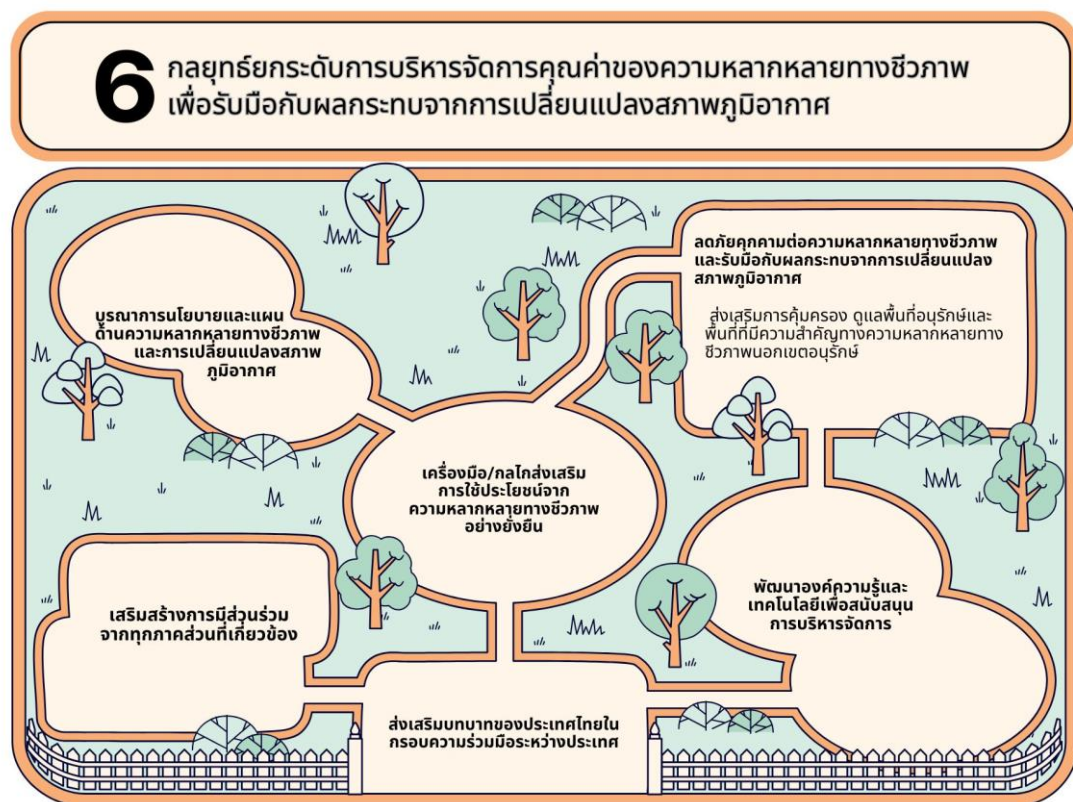 6 กลยุทธ์ยกระดับการบริหารจัดการคุณค่าของความหลากหลายทางชีวภาพ
เพื่อรับมือกับผลกระทบจากการเปลี่ยนแปลงสภาพภูมิอากาศ
บูรณาการนโยบายและแผน
ด้านความหลากหลายทางชีวภาพ
และการเปลี่ยนแปลงสภาพ
ภูมิอากาศ
ลดภัยคุกคามต่อความหลากหลายทางชีวภาพ
และรับมือกับผลกระทบจากการเปลี่ยนแปลง
สภาพภูมิอากาศ
ส่งเสริมการคุ้มครอง ดูแลพื้นที่อนุรักษ์และ
พื้นที่ที่มีความสำคัญทางความหลากหลายทาง
ชีวภาพนอกเขตอนุรักษ์
เครื่องมือ/กลไกส่งเสริม
การใช้ประโยชน์จาก
ความหลากหลายทางชีวภาพ
อย่างยั่งยืน
เสริมสร้างการมีส่วนร่วม
จากทุกภาคส่วนที่เกี่ยวข้อง
พัฒนาองค์ความรู้และ
เทคโนโลยีเพื่อสนับสนุน
การบริหารจัดการ
ส่งเสริมบทบาทของประเทศไทยใน
กรอบความร่วมมือระหว่างประเทศ